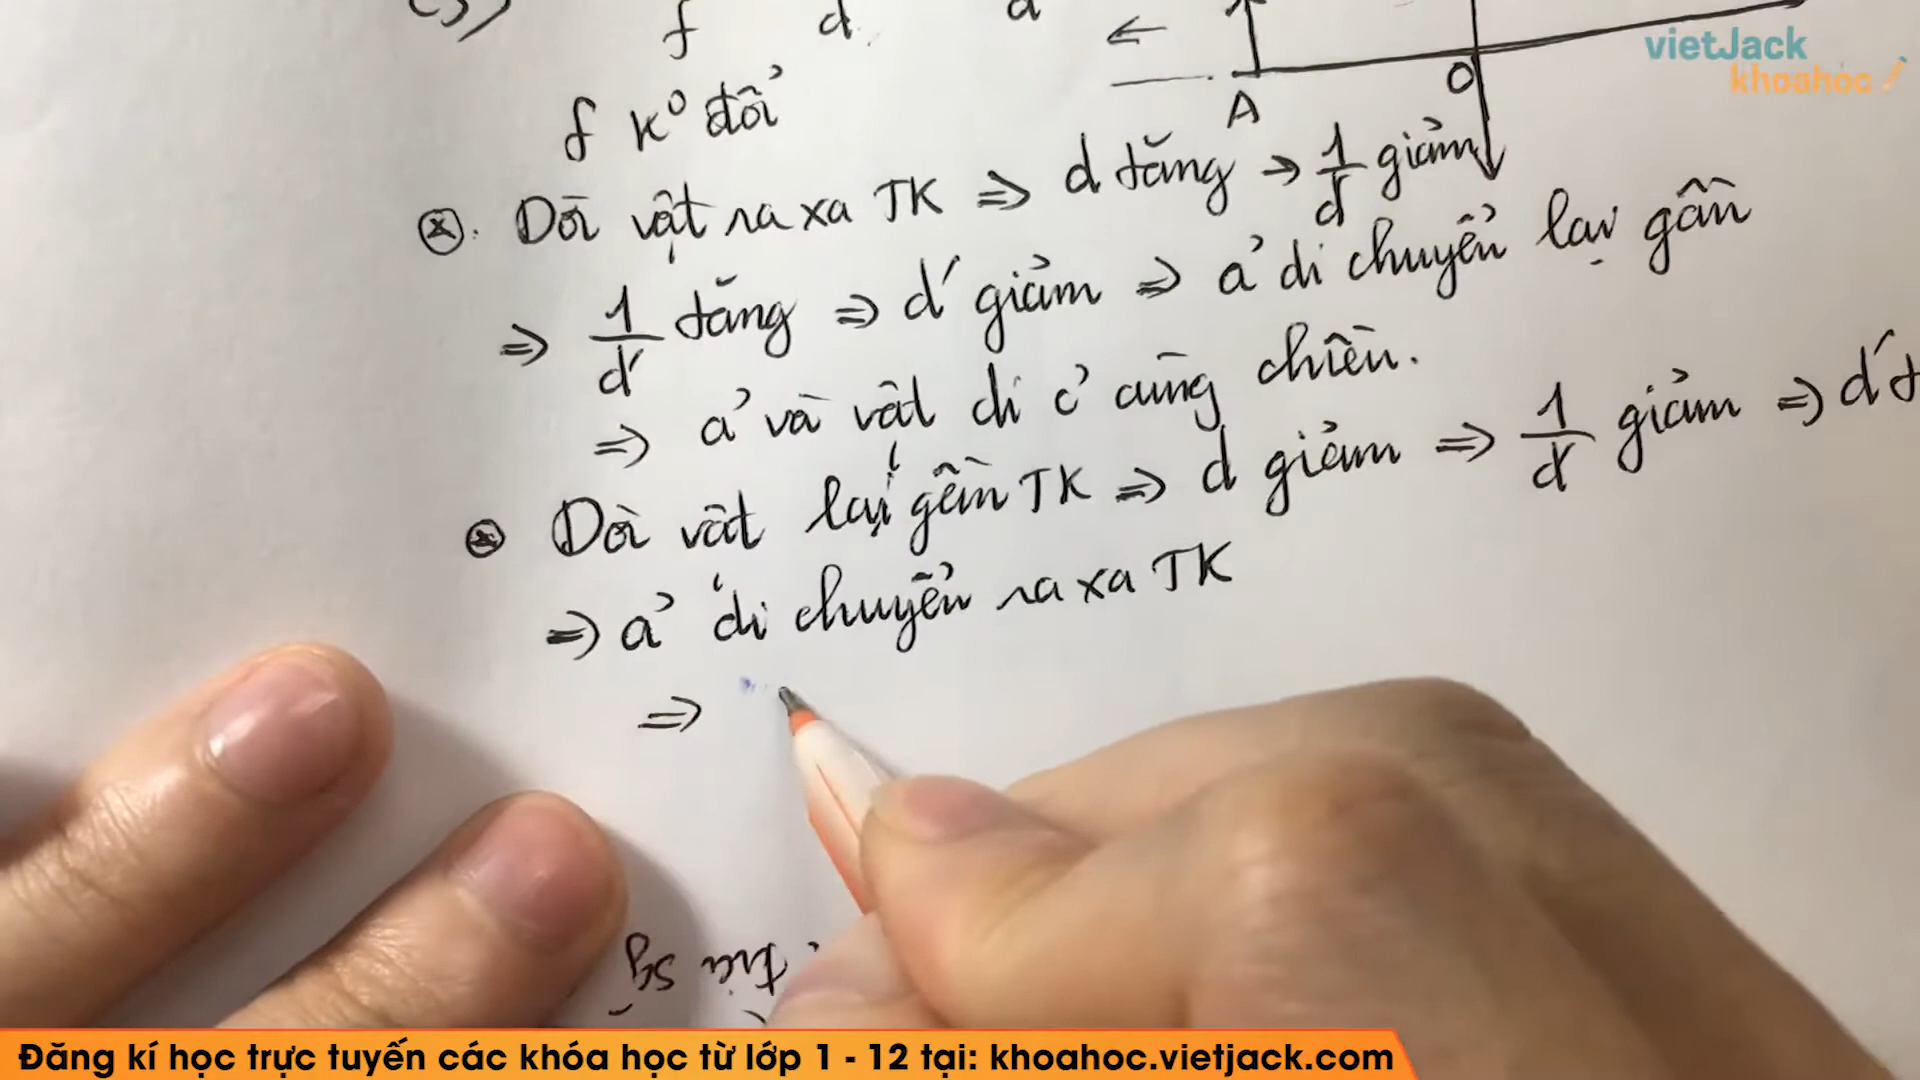 f d d
O
A
f k⁰ đổi
⊗. Dời vật ra xa TK ⇒ d tăng → 1/d giảm
⇒ 1/d' tăng ⇒ d' giảm ⇒ ả di chuyển lại gần
⇒ ả và vật di c² cùng chiều.
⊗ Dời vật lại gần TK ⇒ d giảm ⇒ 1/d' giảm ⇒ d' t
⇒ ả di chuyển ra xa TK
⇒
vietJack
khoahoc
Đăng kí học trực tuyến các khóa học từ lớp 1 - 12 tại: khoahoc.vietjack.com